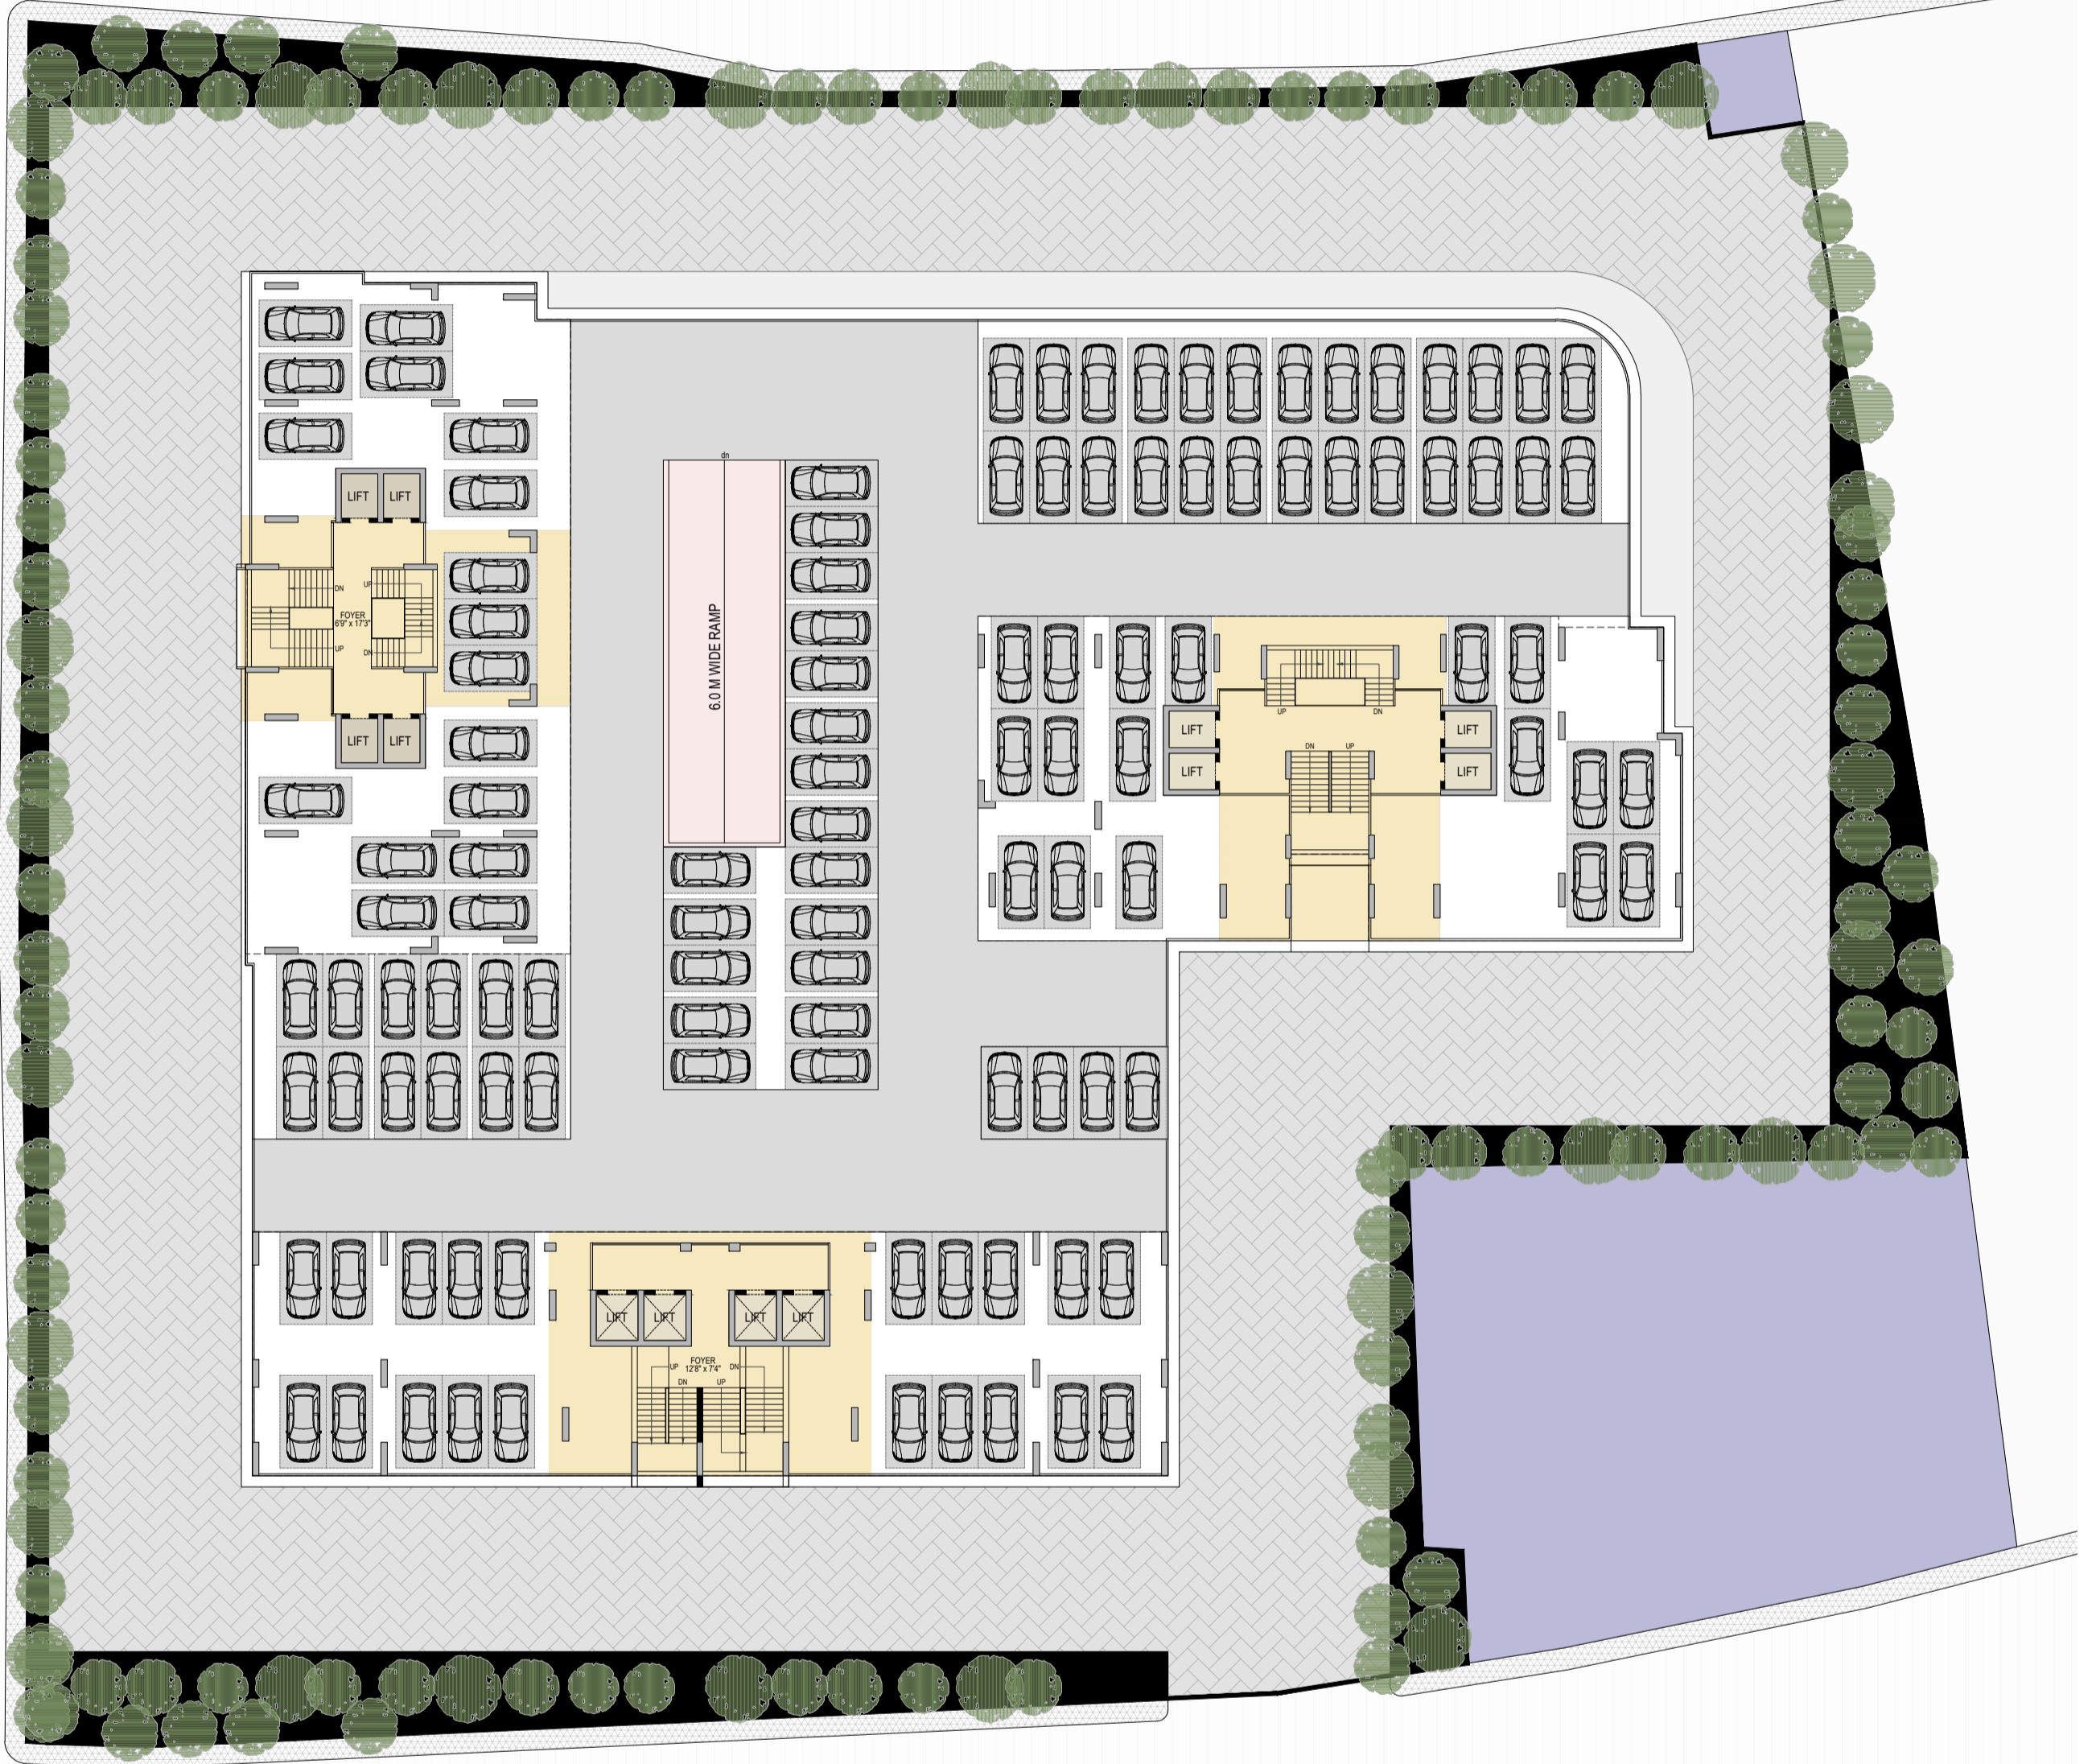 dn
LIFT LIFT
DN UP
FOYER
6'9" x 17'3"
UP DN
LIFT LIFT
6.0 M WIDE RAMP
UP DN
LIFT LIFT
DN UP
LIFT LIFT
LIFT LIFT LIFT LIFT
FOYER
12'8" x 7'4"
UP DN
DN UP